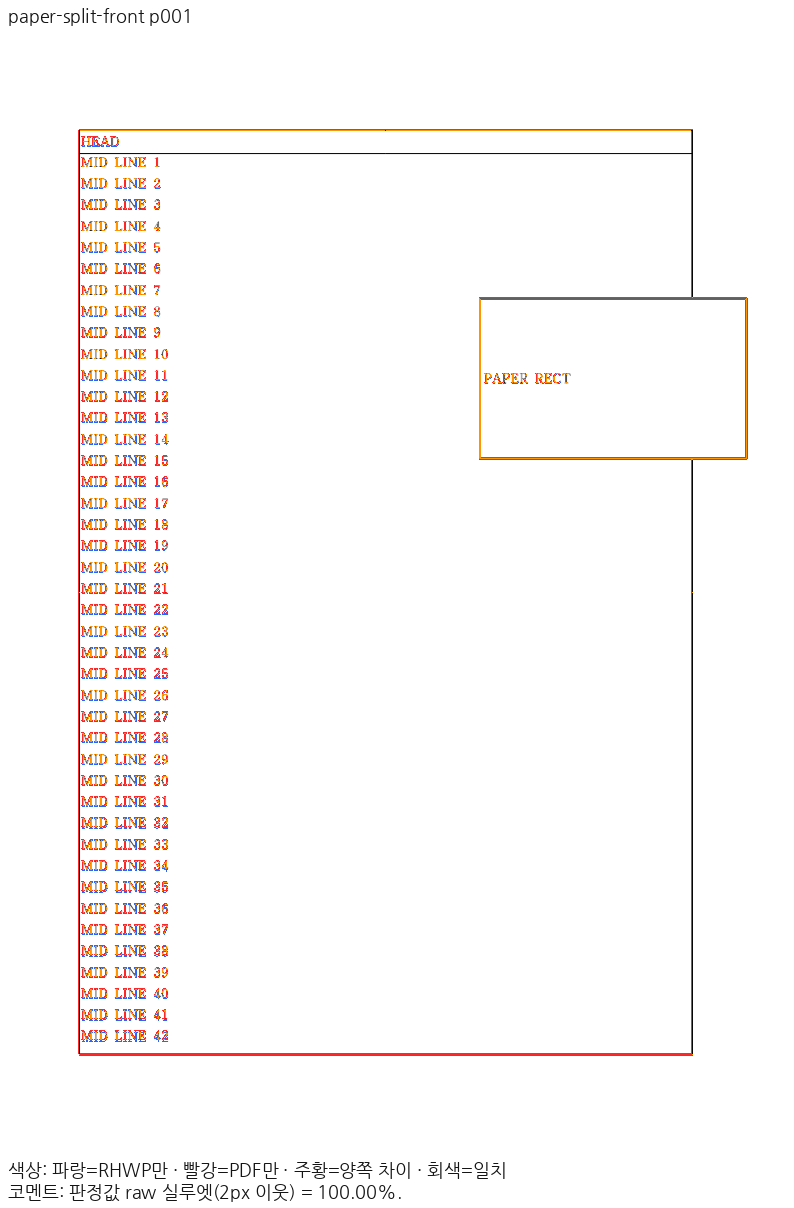 paper-split-front p001
HEAD
MID LINE 1
MID LINE 2
MID LINE 3
MID LINE 4
MID LINE 5
MID LINE 6
MID LINE 7
MID LINE 8
MID LINE 9
MID LINE 10
MID LINE 11
PAPER RECT
MID LINE 12
MID LINE 13
MID LINE 14
MID LINE 15
MID LINE 16
MID LINE 17
MID LINE 18
MID LINE 19
MID LINE 20
MID LINE 21
MID LINE 22
MID LINE 23
MID LINE 24
MID LINE 25
MID LINE 26
MID LINE 27
MID LINE 28
MID LINE 29
MID LINE 30
MID LINE 31
MID LINE 32
MID LINE 33
MID LINE 34
MID LINE 35
MID LINE 36
MID LINE 37
MID LINE 38
MID LINE 39
MID LINE 40
MID LINE 41
MID LINE 42
색상: 파랑=RHWP만 · 빨강=PDF만 · 주황=양쪽 차이 · 회색=일치
코멘트: 판정값 raw 실루엣(2px 이웃) = 100.00%.